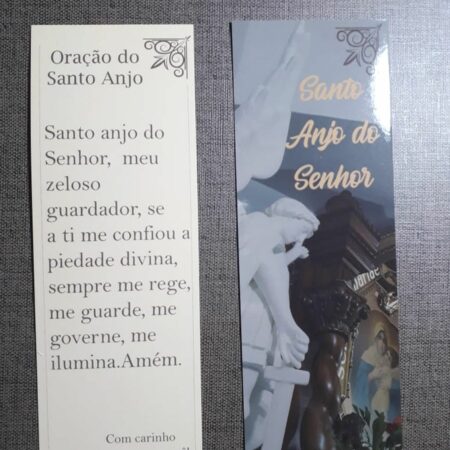 Oração do
Santo Anjo
Santo anjo do
Senhor, meu
zeloso
guardador, se
a ti me confiou a
piedade divina,
sempre me rege,
me guarde, me
governe, me
ilumina.Amém.
Com carinho
Santo
Anjo do
Senhor